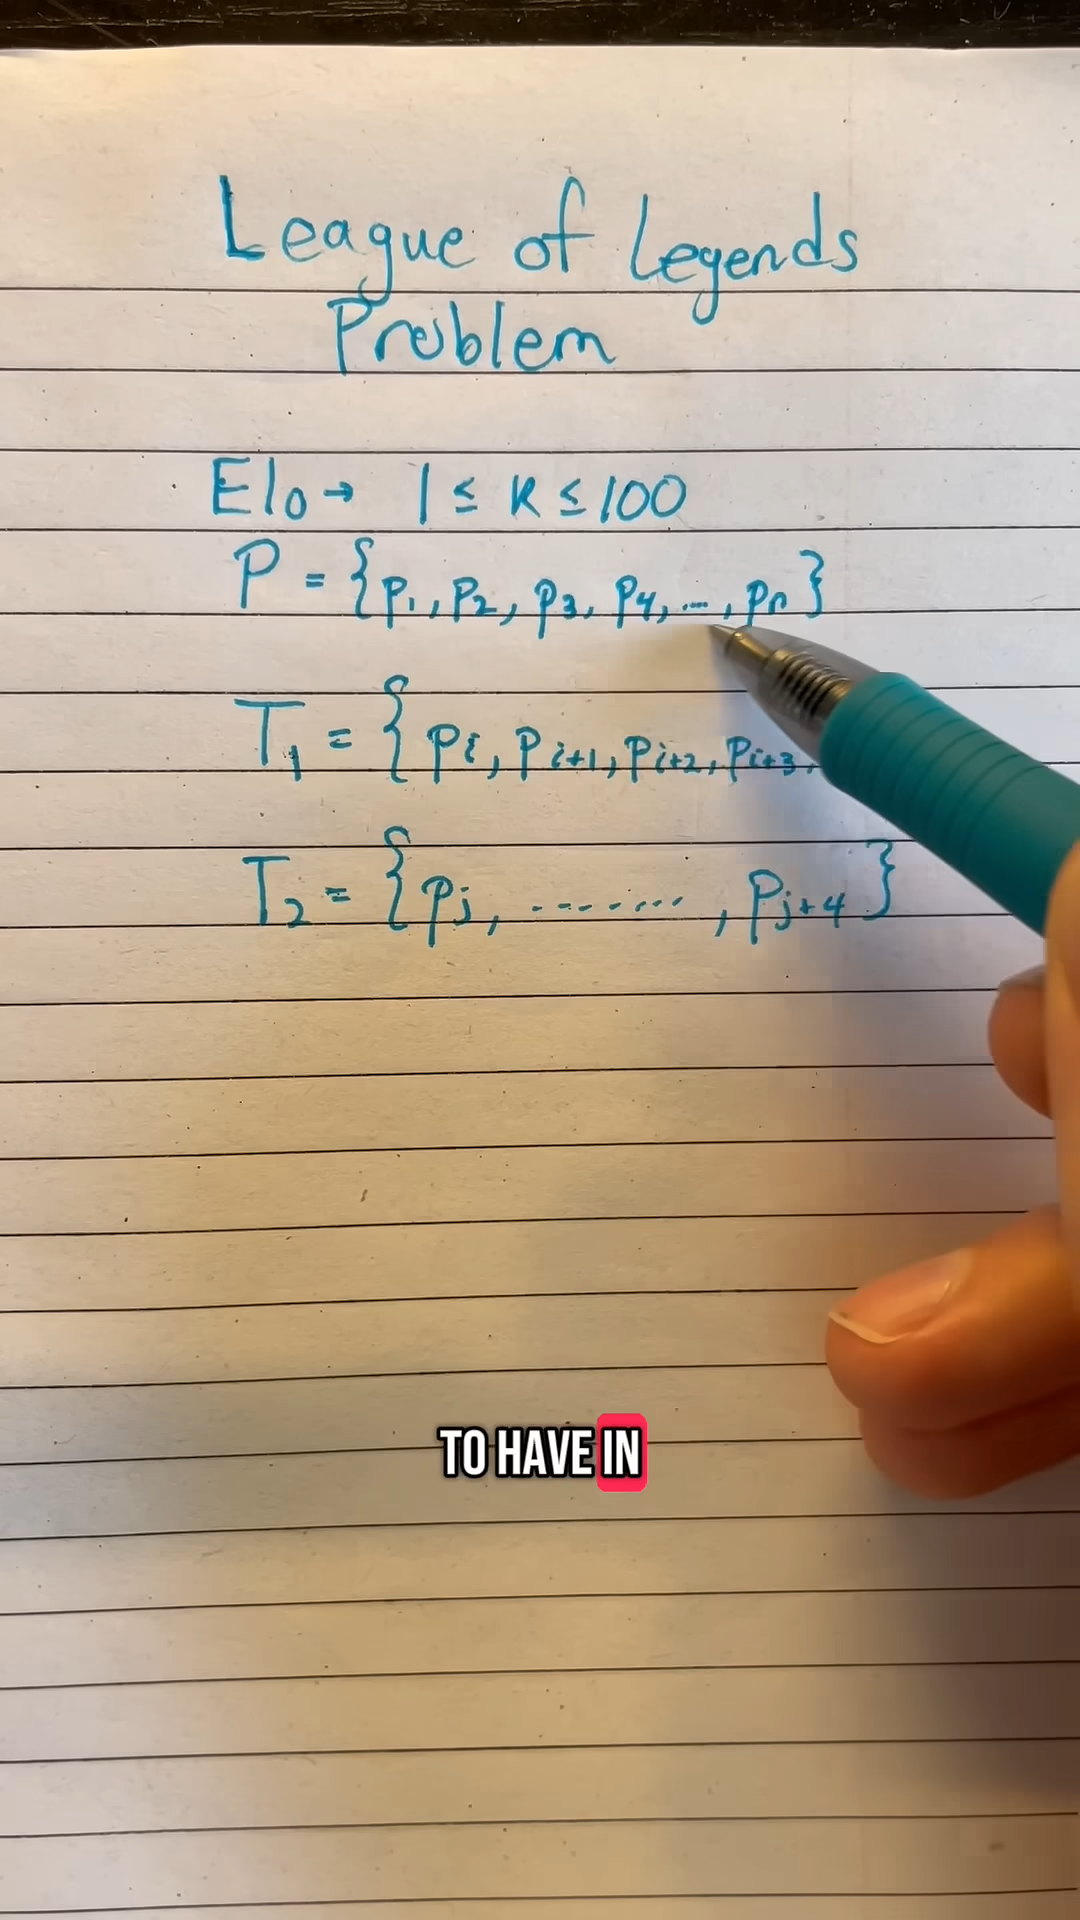 League of Legends
Problem
Elo → 1 ≤ K ≤ 100
P = {p1, p2, p3, p4, ..., pn}
T1 = {pi, pi+1, pi+2, pi+3,
T2 = {pj, ........., pj+4}
TO HAVE IN